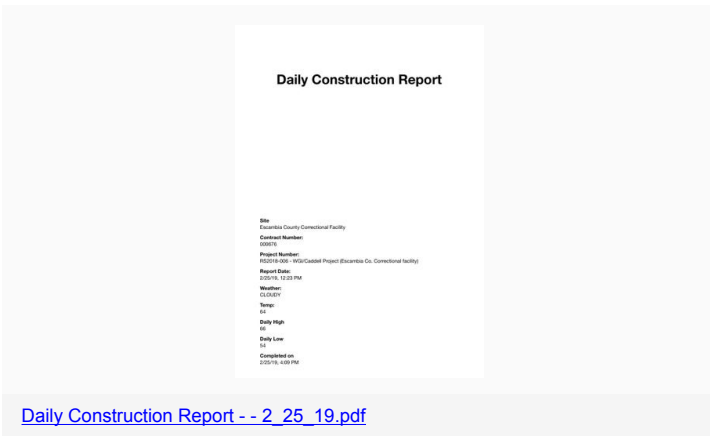 Daily Construction Report
Site
Escambia County Correctional Facility
Contract Number:
009876
Project Number:
RS2018-006 - WGI/Caddell Project (Escambia Co. Correctional facility)
Report Date:
2/25/19, 12:23 PM
Weather:
CLOUDY
Temp:
64
Daily High
66
Daily Low
54
Completed on
2/25/19, 4:09 PM
Daily Construction Report - - 2_25_19.pdf